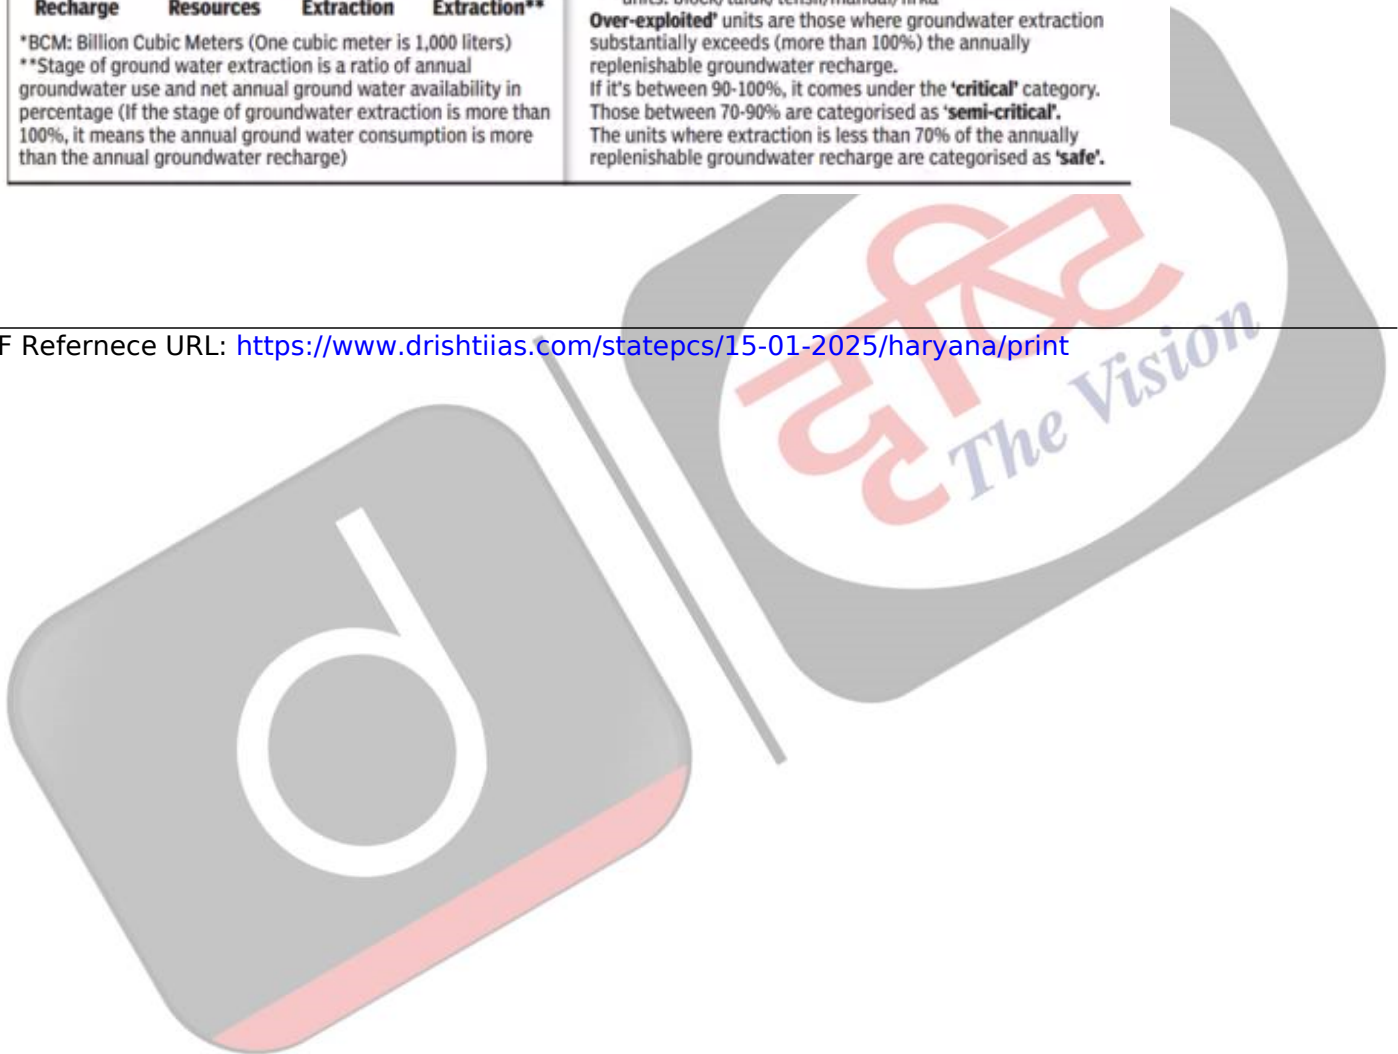 Recharge Resources Extraction Extraction**
*BCM: Billion Cubic Meters (One cubic meter is 1,000 liters)
**Stage of ground water extraction is a ratio of annual
groundwater use and net annual ground water availability in
percentage (If the stage of groundwater extraction is more than
100%, it means the annual ground water consumption is more
than the annual groundwater recharge)
Over-exploited' units are those where groundwater extraction
substantially exceeds (more than 100%) the annually
replenishable groundwater recharge.
If it's between 90-100%, it comes under the 'critical' category.
Those between 70-90% are categorised as 'semi-critical'.
The units where extraction is less than 70% of the annually
replenishable groundwater recharge are categorised as 'safe'.
F Refernece URL: https://www.drishtiias.com/statepcs/15-01-2025/haryana/print
दृष्टि
The Vision
d